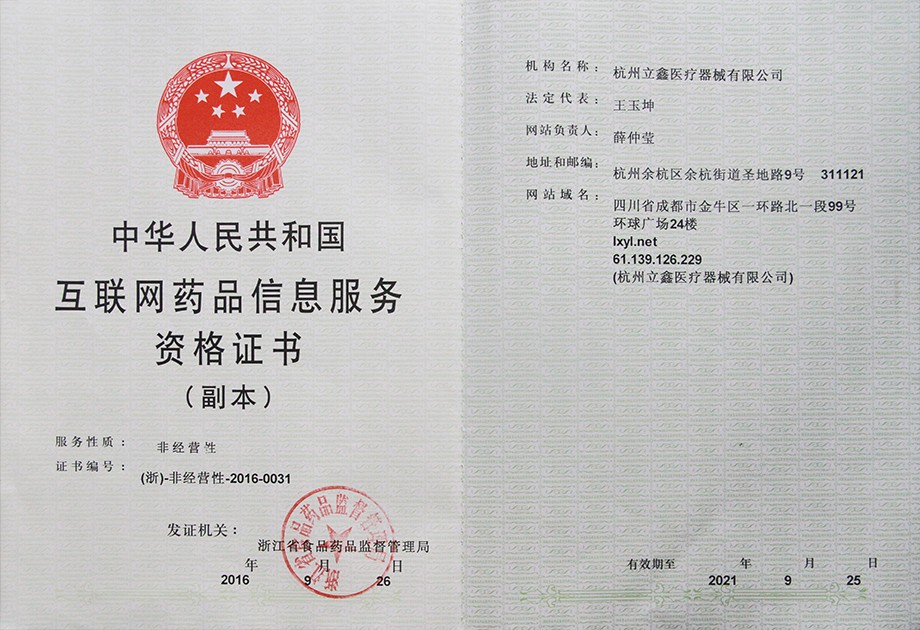 中华人民共和国
互联网药品信息服务
资格证书
（副本）
服务性质： 非经营性
证书编号：
(浙)-非经营性-2016-0031
发证机关：
浙江省食品药品监督管理局
年 月 日
2016 9 26
机构名称： 杭州立鑫医疗器械有限公司
法定代表： 王玉坤
网站负责人： 薛仲莹
地址和邮编： 杭州余杭区余杭街道圣地路9号 311121
网站域名： 四川省成都市金牛区一环路北一段99号
环球广场24楼
lxyl.net
61.139.126.229
(杭州立鑫医疗器械有限公司)
有效期至 年 月 日
2021 9 25